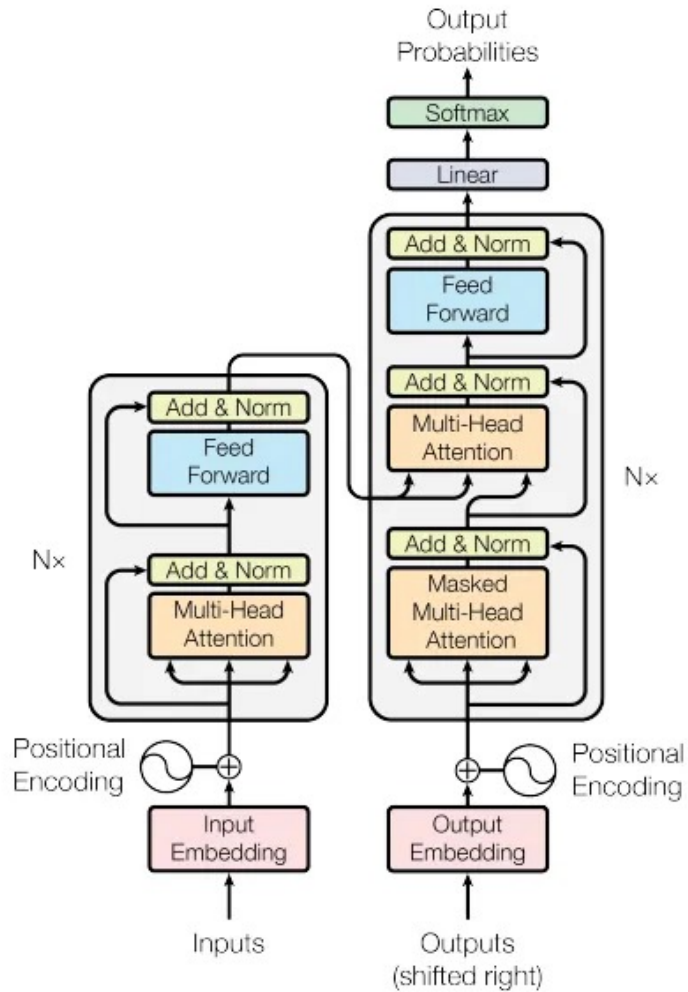 Output
Probabilities
Softmax
Linear
Add & Norm
Feed
Forward
Add & Norm
Multi-Head
Attention
Add & Norm
Masked
Multi-Head
Attention
Nx
Add & Norm
Feed
Forward
Add & Norm
Multi-Head
Attention
Nx
Positional
Encoding
Positional
Encoding
Input
Embedding
Output
Embedding
Inputs
Outputs
(shifted right)